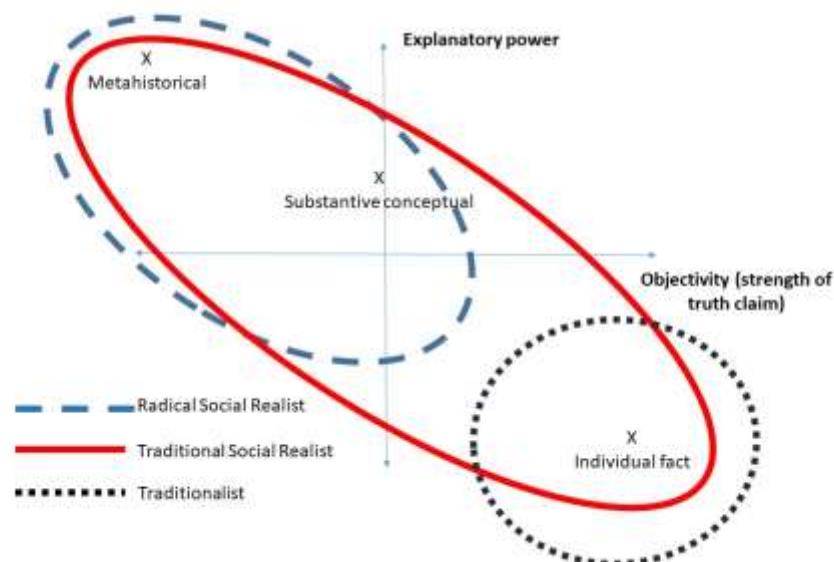 Explanatory power
X
Metahistorical
X
Substantive conceptual
Objectivity (strength of
truth claim)
X
Individual fact
Radical Social Realist
Traditional Social Realist
Traditionalist